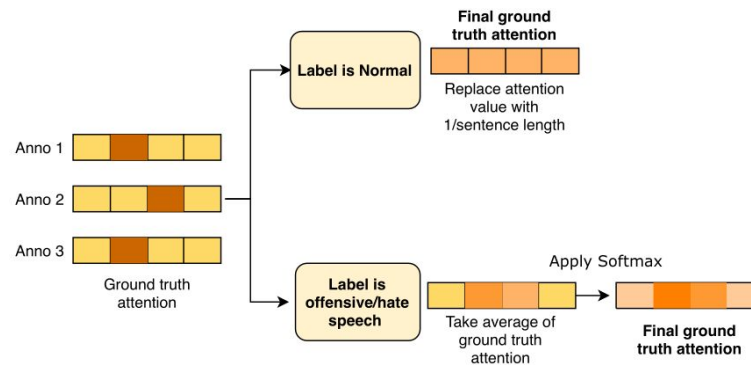 Final ground
truth attention
Label is Normal
Replace attention
value with
1/sentence length
Anno 1
Anno 2
Anno 3
Ground truth
attention
Label is
offensive/hate
speech
Take average of
ground truth
attention
Apply Softmax
Final ground
truth attention